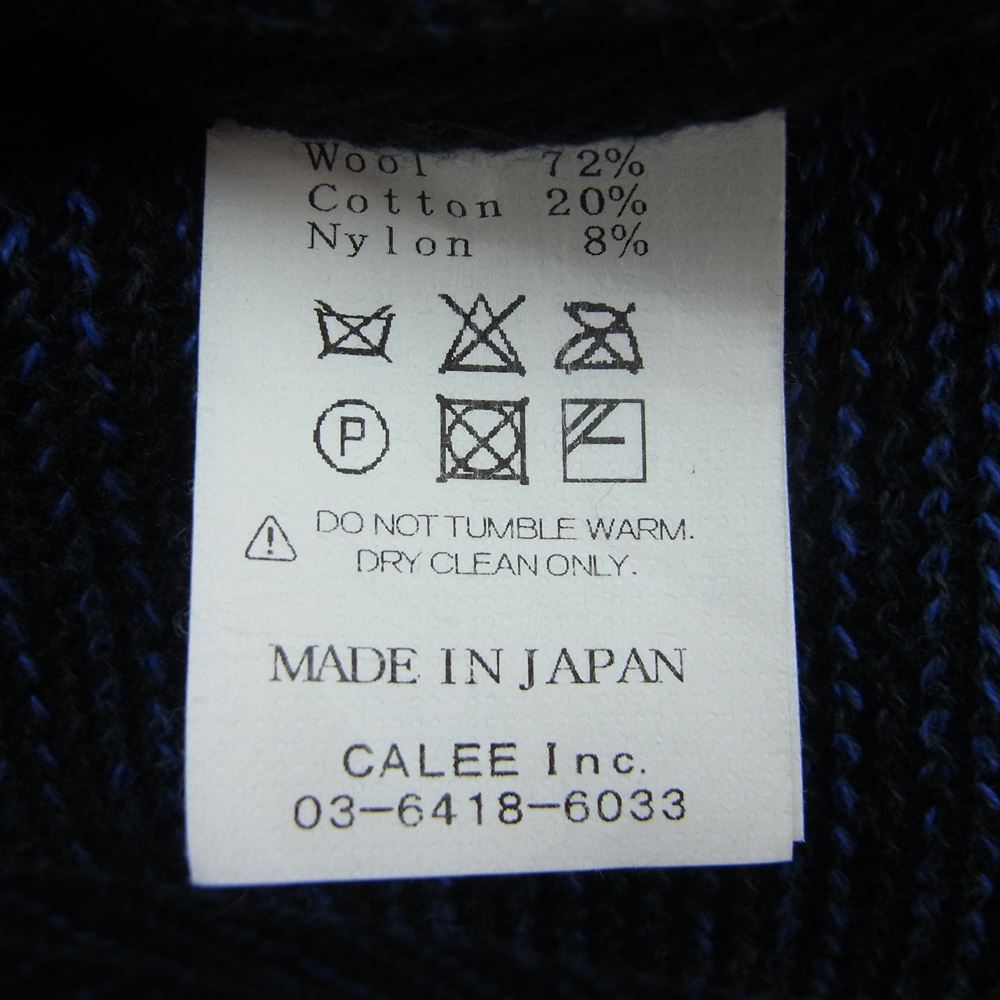 Wool 72%
Cotton 20%
Nylon 8%
P
DO NOT TUMBLE WARM.
DRY CLEAN ONLY.
MADE IN JAPAN
CALEE Inc.
03-6418-6033